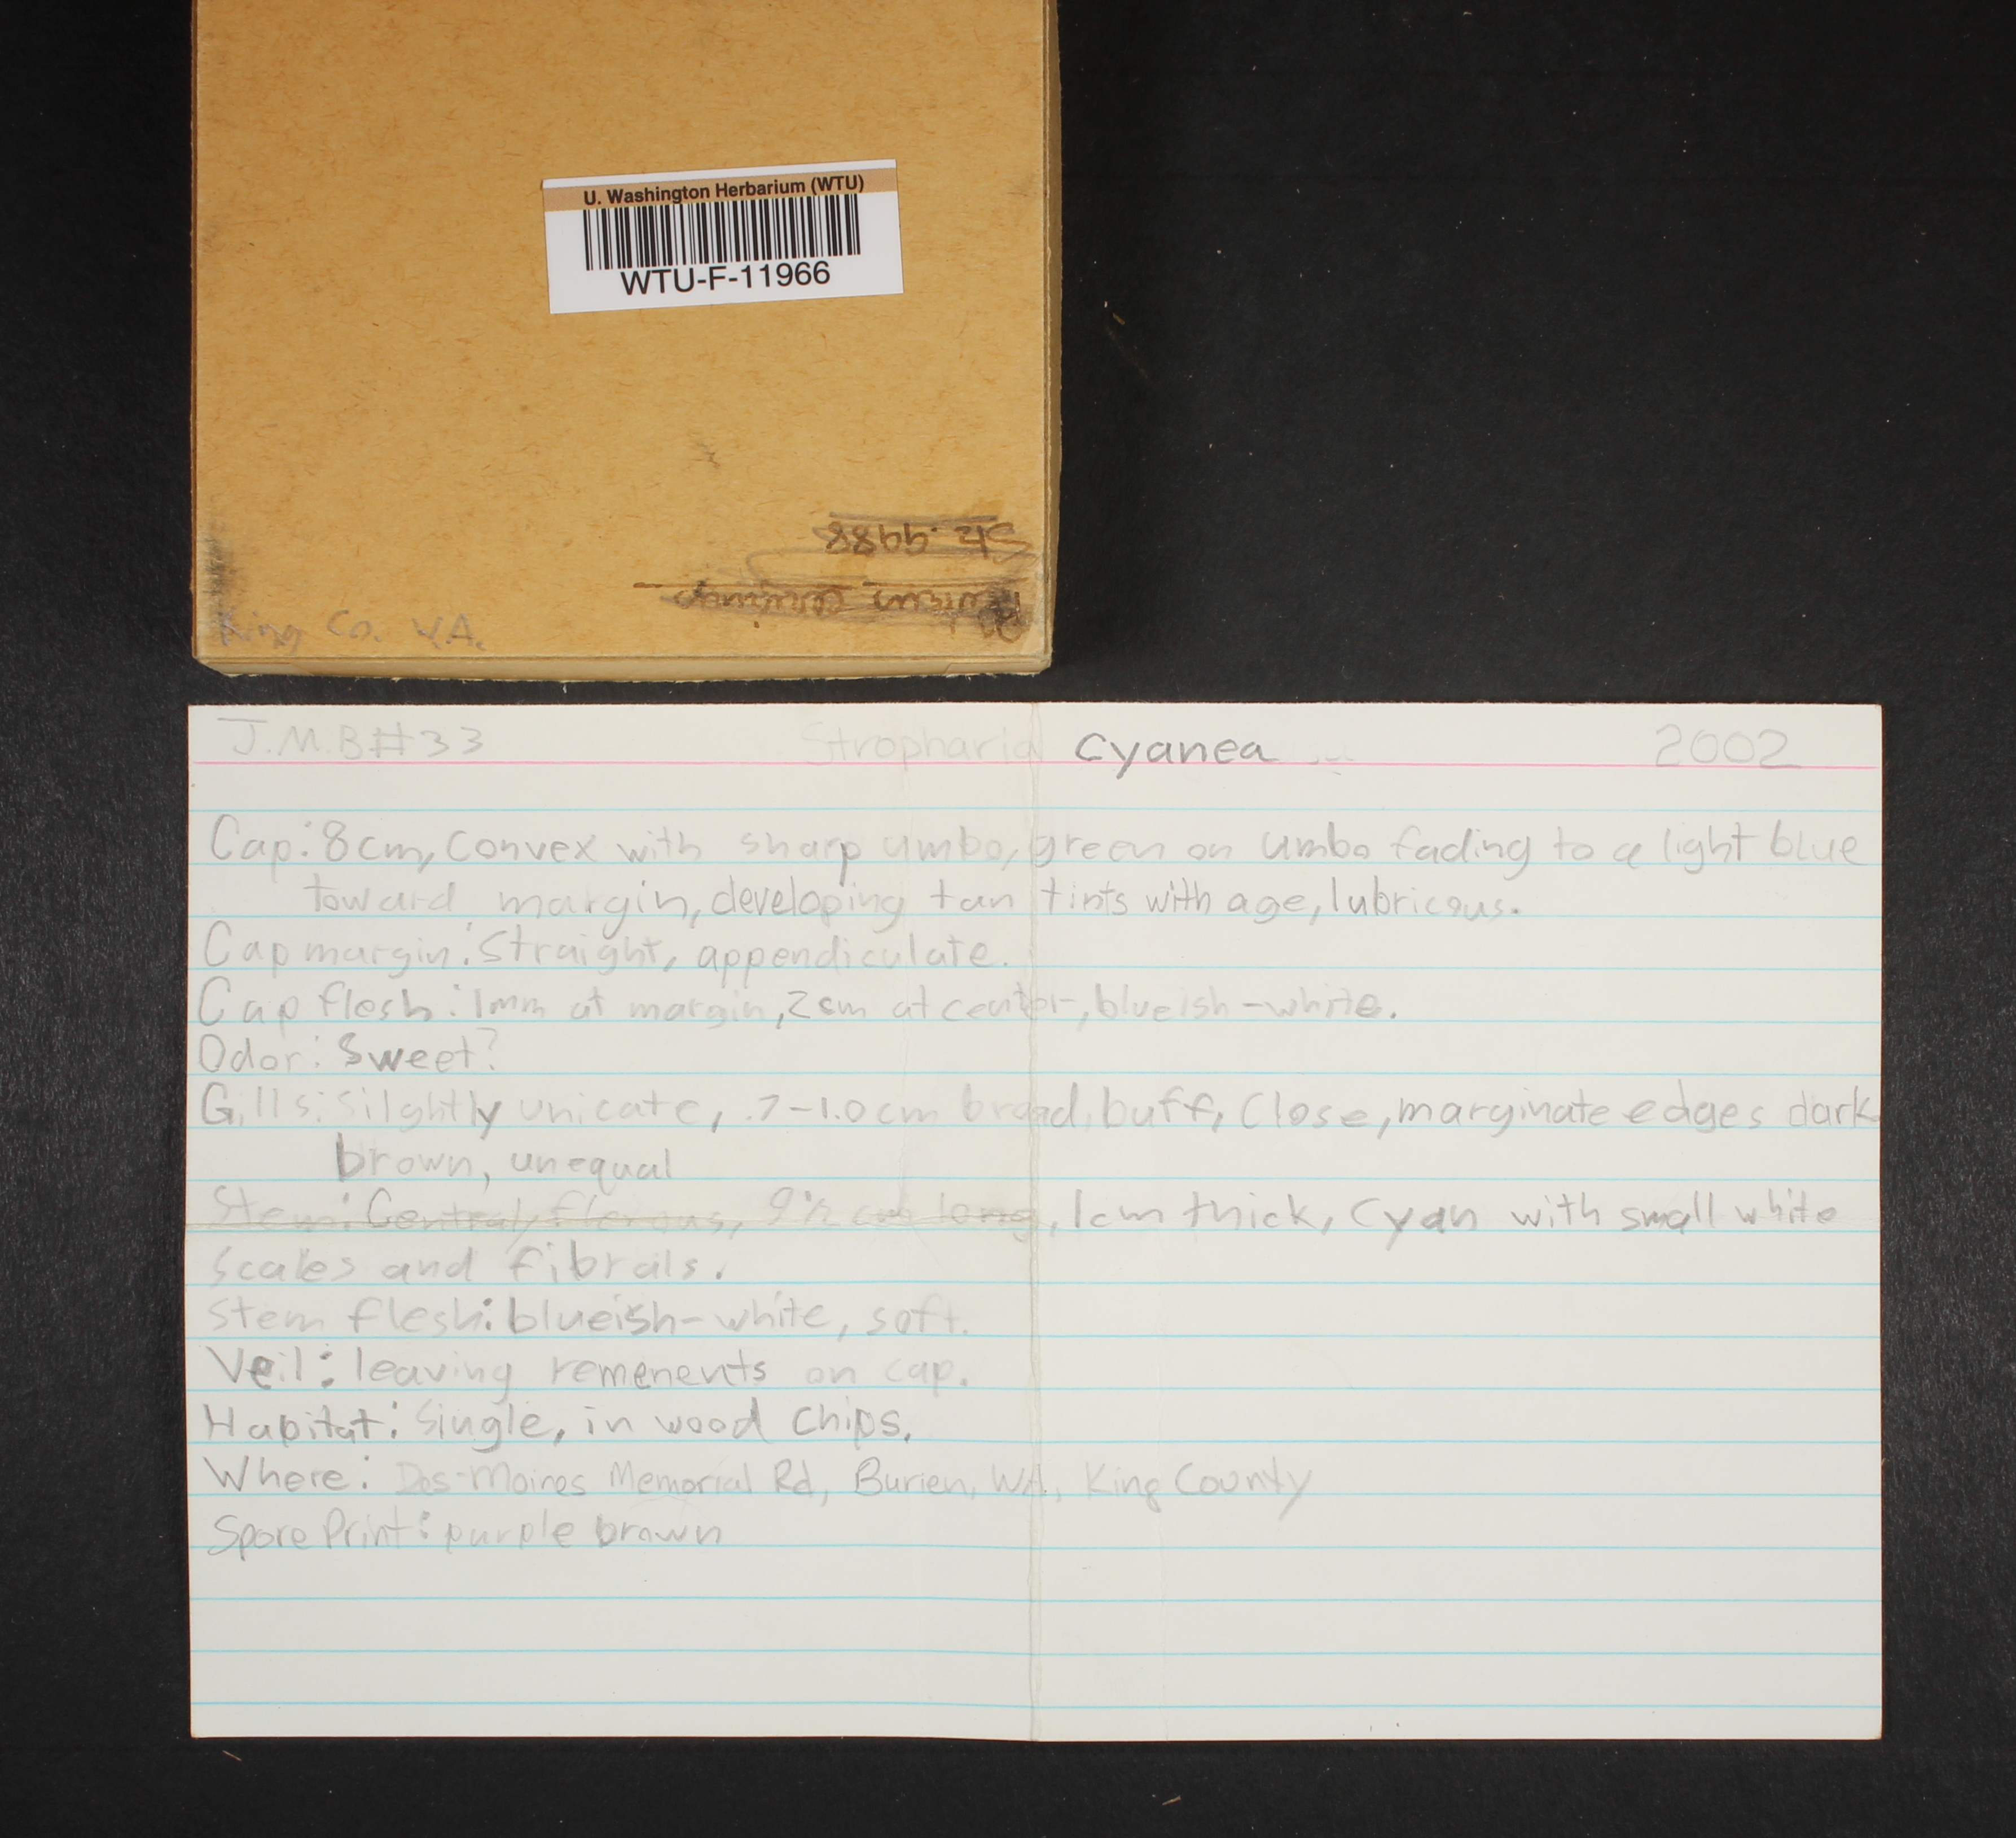 U. Washington Herbarium (WTU)
WTU-F-11966
Stz .9988
King Co. WA.
J.M.B#33 Stropharia cyanea 2002
Cap: 8cm, convex with sharp umbo, green on umbo fading to a light blue
toward margin, developing tan tints with age, lubricous.
Cap margin: Straight, appendiculate.
Cap flesh: 1mm at margin, 2cm at center, blueish-white.
Odor: Sweet?
Gills: Silghtly unicate, .7-1.0cm broad, buff, Close, marginate edges dark
brown, unequal
Stem: Central, 9½ cm long, 1cm thick, Cyan with small white
Scales and fibrals.
Stem flesh: blueish-white, soft.
Veil: leaving remenents on cap.
Habitat: Single, in wood chips.
Where: Des-Moines Memorial Rd, Burien, WA, King County
Spore Print: purple brown